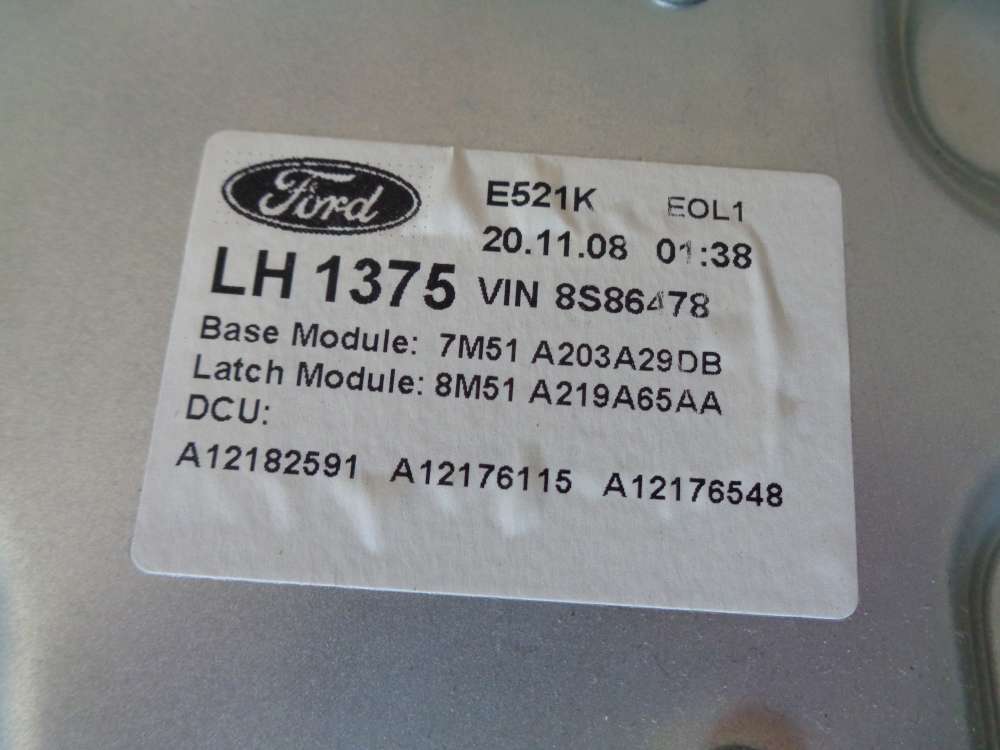 Ford
E521K EOL1
20.11.08 01:38
LH 1375 VIN 8S86478
Base Module: 7M51 A203A29DB
Latch Module: 8M51 A219A65AA
DCU:
A12182591 A12176115 A12176548